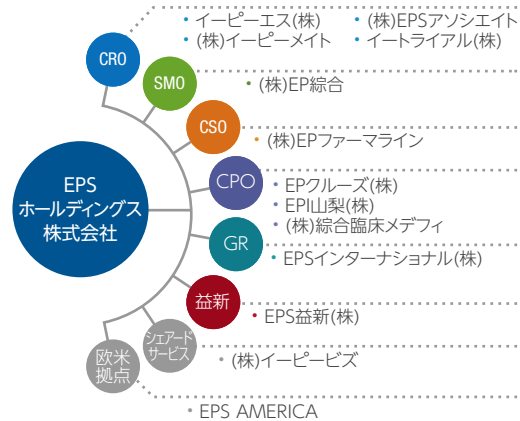 CRO
・イーピーエス(株)
・(株)EPSアソシエイト
・(株)イーピーメイト
・イートライアル(株)
SMO
・(株)EP綜合
CSO
・(株)EPファーマライン
EPS
ホールディングス
株式会社
CPO
・EPクルーズ(株)
・EPI山梨(株)
・(株)綜合臨床メデフィ
GR
・EPSインターナショナル(株)
益新
・EPS益新(株)
シェアード
サービス
・(株)イーピービズ
欧米
拠点
・EPS AMERICA